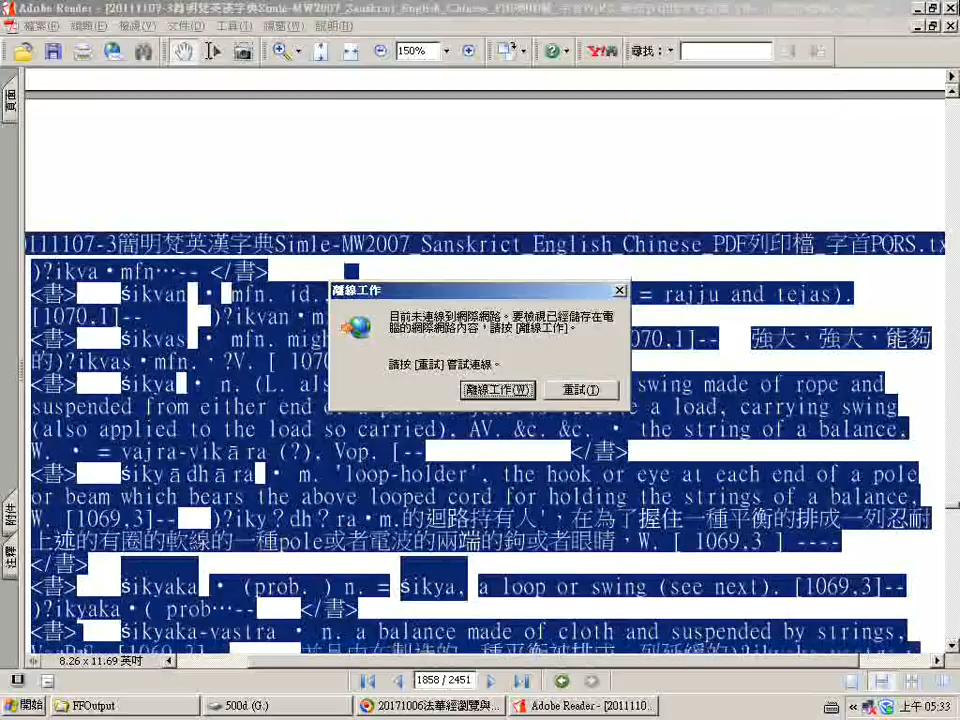 Adobe Reader - [20111107-3簡明梵英漢字典Simle-MW2007_Sanskrict_English_Chinese_PDF列印檔_字首PQRS.
檔案(F) 編輯(E) 檢視(V) 文件(D) 工具(T) 視窗(W) 說明(H)
150% Y! 尋找：
頁面
附件
注釋
0111107-3簡明梵英漢字典Simle-MW2007_Sanskrict_English_Chinese_PDF列印檔_字首PQRS.tx
)?ikva‧mfn…-- </書>
<書> śikvan ‧ mfn. id.
= rajju and tejas).
[1070,1]-- )?ikvan‧m
<書> śikvas ‧ mfn. migh
070,1]-- 強大，強大，能夠
的)?ikvas‧mfn. ，?V. [ 1070
<書> śikya ‧ n. (L. als
swing made of rope and
suspended from either end
a load, carrying swing
(also applied to the load so carried), AV. &c. &c. ‧ the string of a balance,
W. ‧ = vajra-vikāra (?), Vop. [-- </書>
<書> śikyādhāra ‧ m. 'loop-holder', the hook or eye at each end of a pole
or beam which bears the above looped cord for holding the strings of a balance,
W. [1069,3]-- )?iky?dh?ra‧m.的迴路持有人'，在為了握住一種平衡的排成一列忍耐
上述的有圈的軟線的一種pole或者電波的兩端的鉤或者眼睛，W. [ 1069,3 ] ----
</書>
<書> śikyaka ‧ (prob. ) n. = śikya, a loop or swing (see next). [1069,3]--
)?ikyaka‧( prob…-- </書>
<書> śikyaka-vastra ‧ n. a balance made of cloth and suspended by strings,
離線工作
目前未連線到網際網路。要檢視已經儲存在電
腦的網際網路內容，請按 [離線工作]。
請按 [重試] 嘗試連線。
離線工作(W) 重試(T)
8.26 x 11.69 英吋
1858 / 2451
開始 FFOutput 500d (G:) 20171006法華經瀏覽與... Adobe Reader - [2011110... 上午 05:33